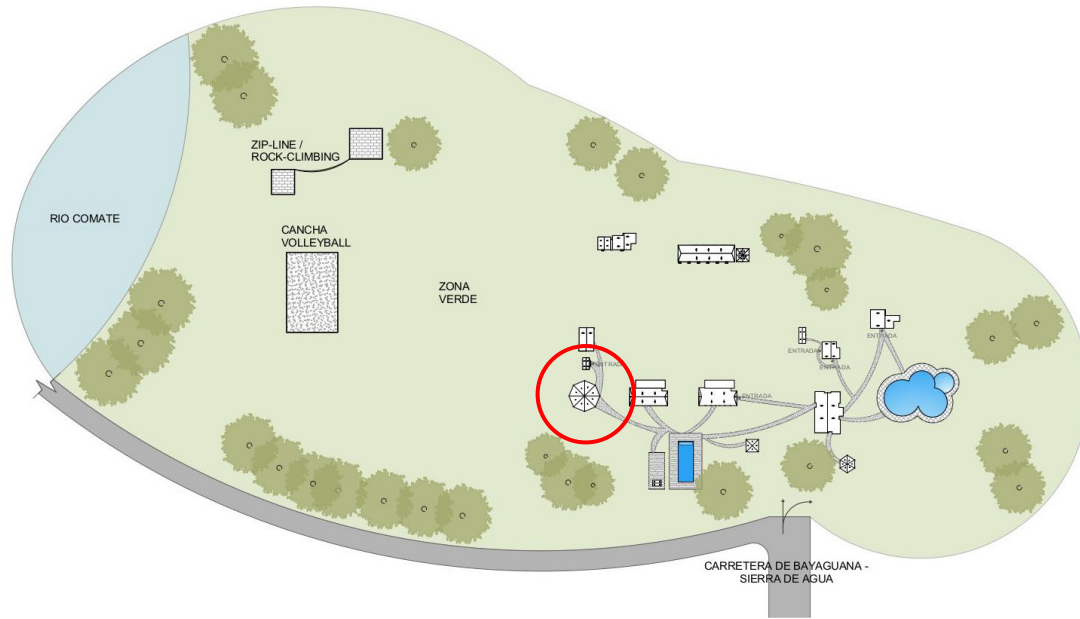 ZIP-LINE /
ROCK-CLIMBING
RIO COMATE
CANCHA
VOLLEYBALL
ZONA
VERDE
ENTRADA
ENTRADA
ENTRADA
ENTRADA
ENTRADA
CARRETERA DE BAYAGUANA -
SIERRA DE AGUA